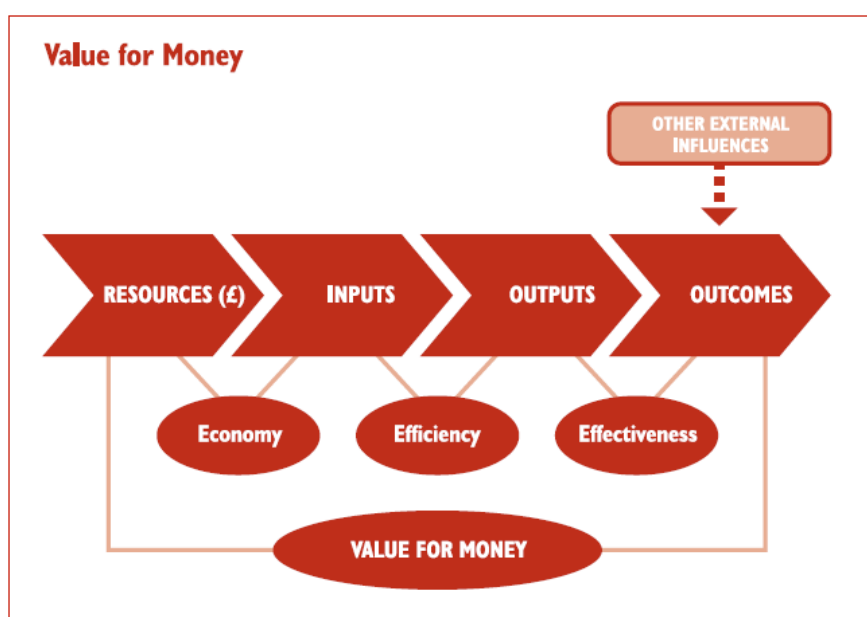 Value for Money
OTHER EXTERNAL
INFLUENCES
RESOURCES (£)
INPUTS
OUTPUTS
OUTCOMES
Economy
Efficiency
Effectiveness
VALUE FOR MONEY